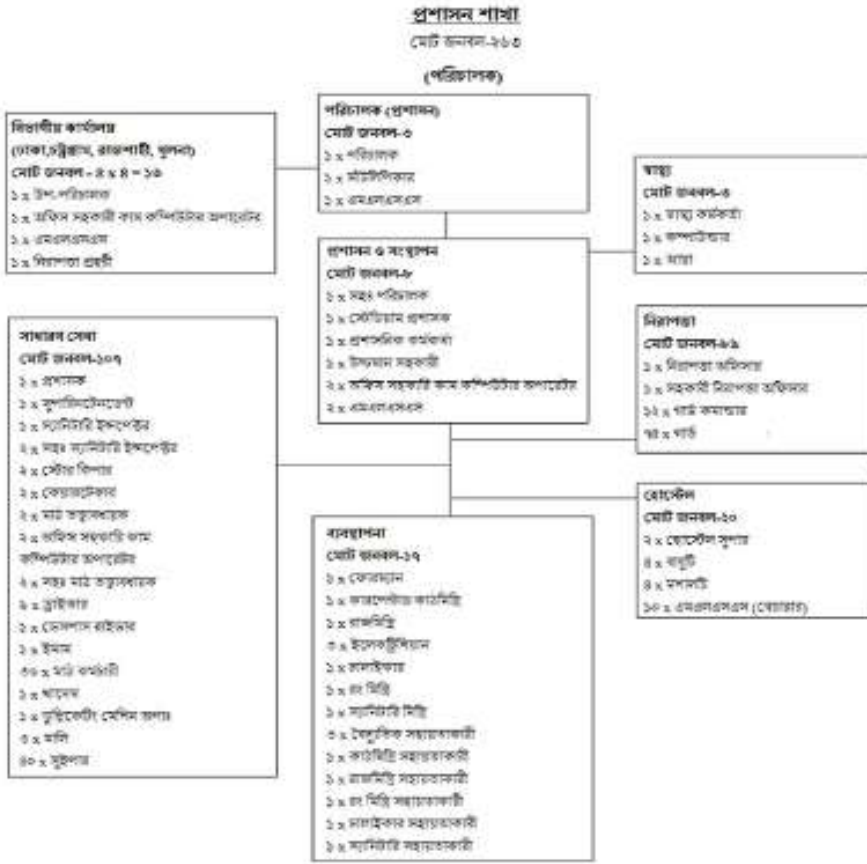 প্রশাসন শাখা
মোট জনবল-২৬৩
(পরিচালক)
বিভাগীয় কার্যালয়
(ঢাকা,চট্টগ্রাম, রাজশাহী, খুলনা)
মোট জনবল - ৪ x ৪ = ১৬
১ x উপ-পরিচালক
১ x অফিস সহকারী কাম কম্পিউটার অপারেটর
১ x এমএলএসএস
১ x নিরাপত্তা প্রহরী
পরিচালক (প্রশাসন)
মোট জনবল-৩
১ x পরিচালক
১ x সাঁটলিপিকার
১ x এমএলএসএস
স্বাস্থ্য
মোট জনবল-৩
১ x স্বাস্থ্য কর্মকর্তা
১ x কম্পাউন্ডার
১ x আয়া
প্রশাসন ও সংস্থাপন
মোট জনবল-৮
১ x সহঃ পরিচালক
১ x স্টেডিয়াম প্রশাসক
১ x প্রশাসনিক কর্মকর্তা
১ x উচ্চমান সহকারী
২ x অফিস সহকারি কাম কম্পিউটার অপারেটর
২ x এমএলএসএস
সাধারণ সেবা
মোট জনবল-১০৭
১ x প্রশাসক
১ x সুপারিনটেনডেন্ট
১ x স্যানিটারি ইন্সপেক্টর
২ x সহঃ স্যানিটারি ইন্সপেক্টর
২ x স্টোর কিপার
২ x কেয়ারটেকার
২ x মাঠ তত্ত্বাবধায়ক
২ x অফিস সহকারি কাম
কম্পিউটার অপারেটর
২ x সহঃ মাঠ তত্ত্বাবধায়ক
৯ x ড্রাইভার
১ x ডেসপাস রাইডার
১ x ইমাম
৩৬ x মাঠ কর্মচারী
১ x খাদেম
১ x ডুপ্লিকেটিং মেশিন অপাঃ
৩ x মালি
৪০ x সুইপার
নিরাপত্তা
মোট জনবল-৮৯
১ x নিরাপত্তা অফিসার
১ x সহকারী নিরাপত্তা অফিসার
১২ x গার্ড কমান্ডার
৭৫ x গার্ড
হোস্টেল
মোট জনবল-২০
২ x হোস্টেল সুপার
৪ x বাবুর্চি
৪ x মশালচি
১০ x এমএলএসএস (বেয়ারার)
ব্যবস্থাপনা
মোট জনবল-১৭
১ x ফোরম্যান
১ x কারপেন্টার কাঠমিস্ত্রি
১ x রাজমিস্ত্রি
৩ x ইলেকট্রিশিয়ান
১ x ঢালাইকার
১ x রং মিস্ত্রি
১ x স্যানিটারি মিস্ত্রি
৩ x বৈদ্যুতিক সহায়তাকারী
১ x কাঠমিস্ত্রি সহায়তাকারী
১ x রাজমিস্ত্রি সহায়তাকারী
১ x রং মিস্ত্রি সহায়তাকারী
১ x ঢালাইকার সহায়তাকারী
১ x স্যানিটারি সহায়তাকারী